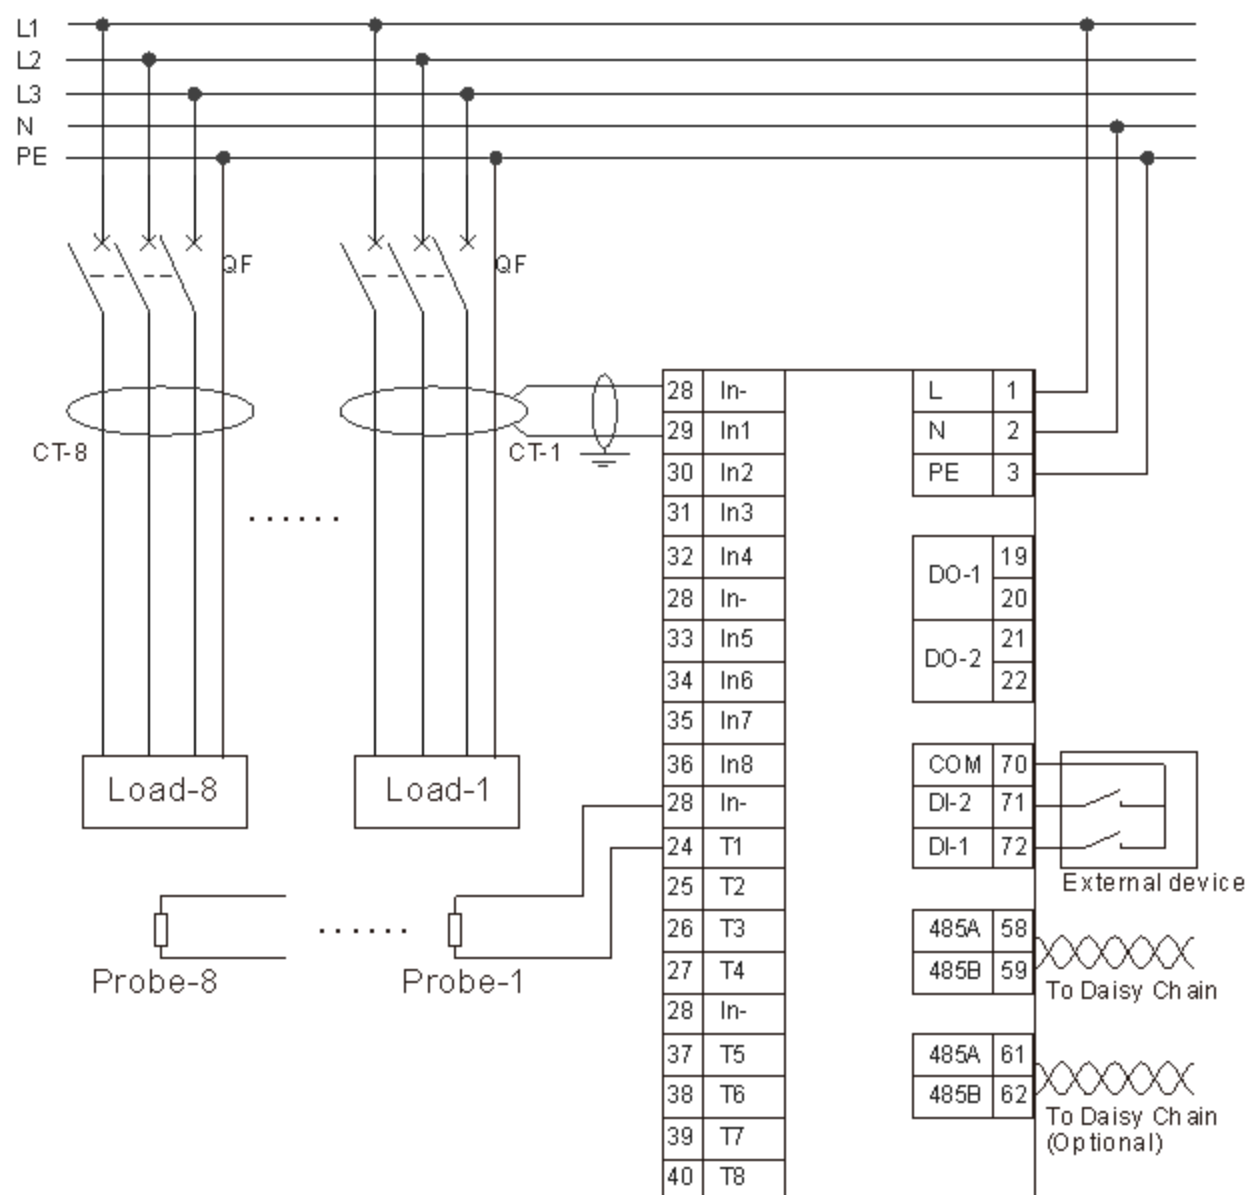 L1
L2
L3
N
PE
QF
QF
CT-8
CT-1
......
Load-8
Load-1
......
Probe-8
Probe-1
28 In-
29 In1
30 In2
31 In3
32 In4
28 In-
33 In5
34 In6
35 In7
36 In8
28 In-
24 T1
25 T2
26 T3
27 T4
28 In-
37 T5
38 T6
39 T7
40 T8
L 1
N 2
PE 3
DO-1 19
20
DO-2 21
22
COM 70
DI-2 71
DI-1 72
External device
485A 58
485B 59
To Daisy Chain
485A 61
485B 62
To Daisy Chain
(Optional)